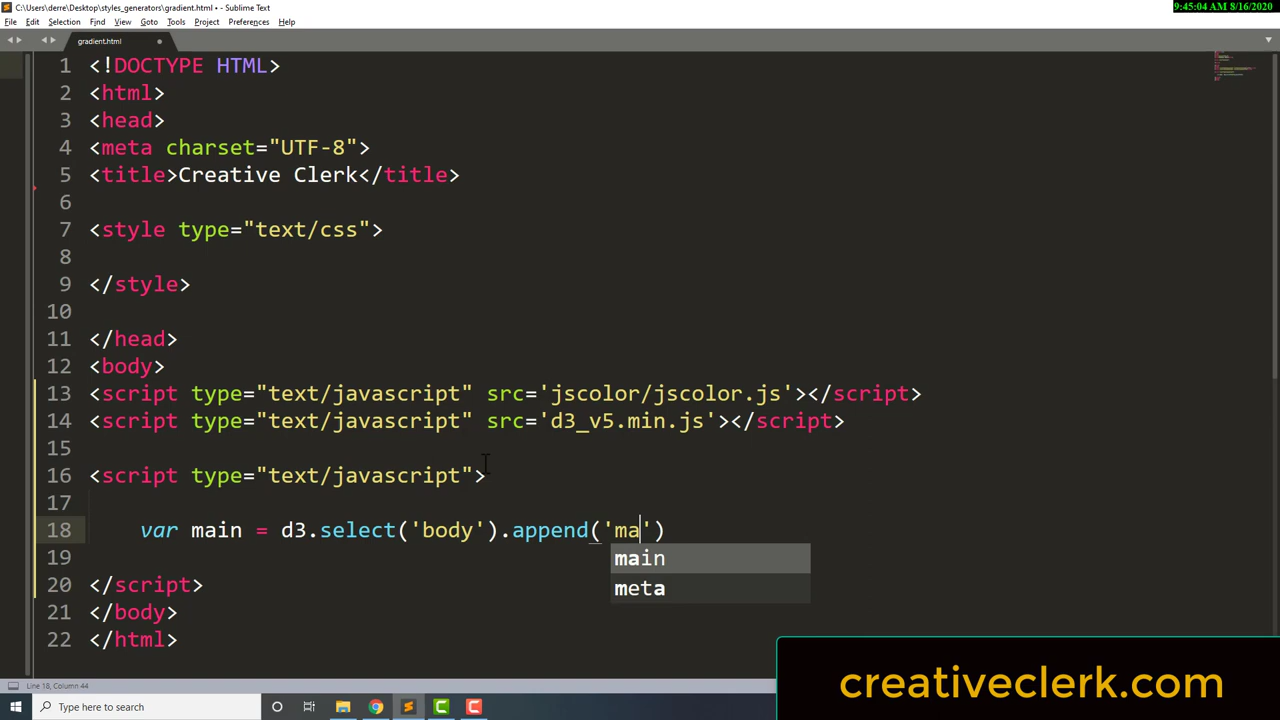 C:\Users\derre\Desktop\styles_generators\gradient.html • - Sublime Text
9:45:04 AM 8/16/2020
File Edit Selection Find View Goto Tools Project Preferences Help
gradient.html
1 <!DOCTYPE HTML>
2 <html>
3 <head>
4 <meta charset="UTF-8">
5 <title>Creative Clerk</title>
6
7 <style type="text/css">
8
9 </style>
10
11 </head>
12 <body>
13 <script type="text/javascript" src='jscolor/jscolor.js'></script>
14 <script type="text/javascript" src='d3_v5.min.js'></script>
15
16 <script type="text/javascript">
17
18 var main = d3.select('body').append('ma')
main
19
meta
20 </script>
21 </body>
22 </html>
creativeclerk.com
Line 18, Column 44
Type here to search